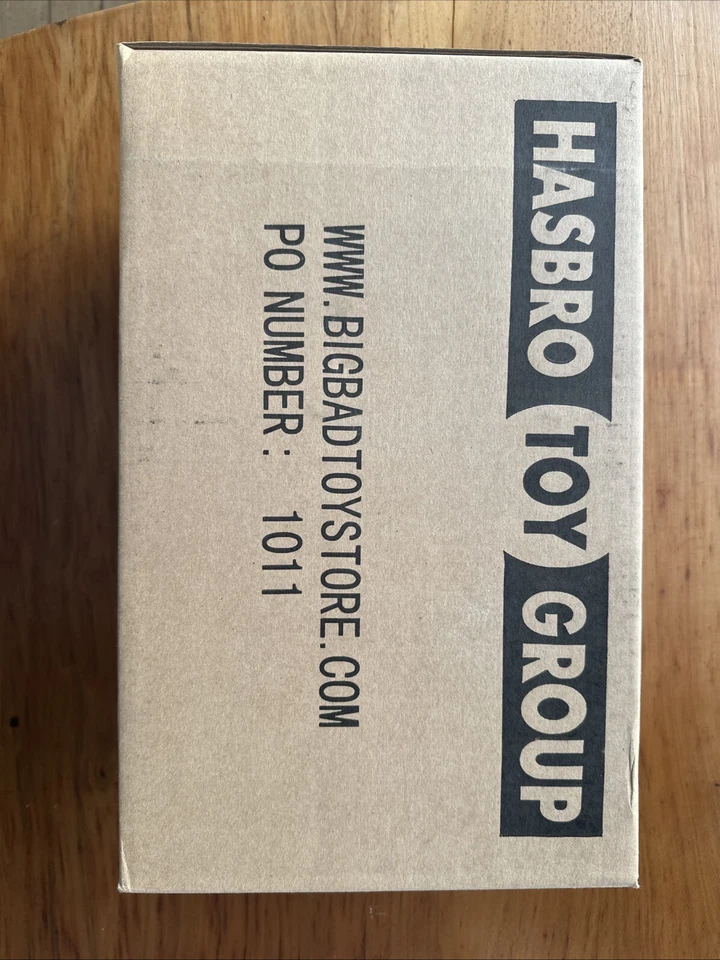 HASBRO TOY GROUP
WWW.BIGBADTOYSTORE.COM
PO NUMBER: 1011